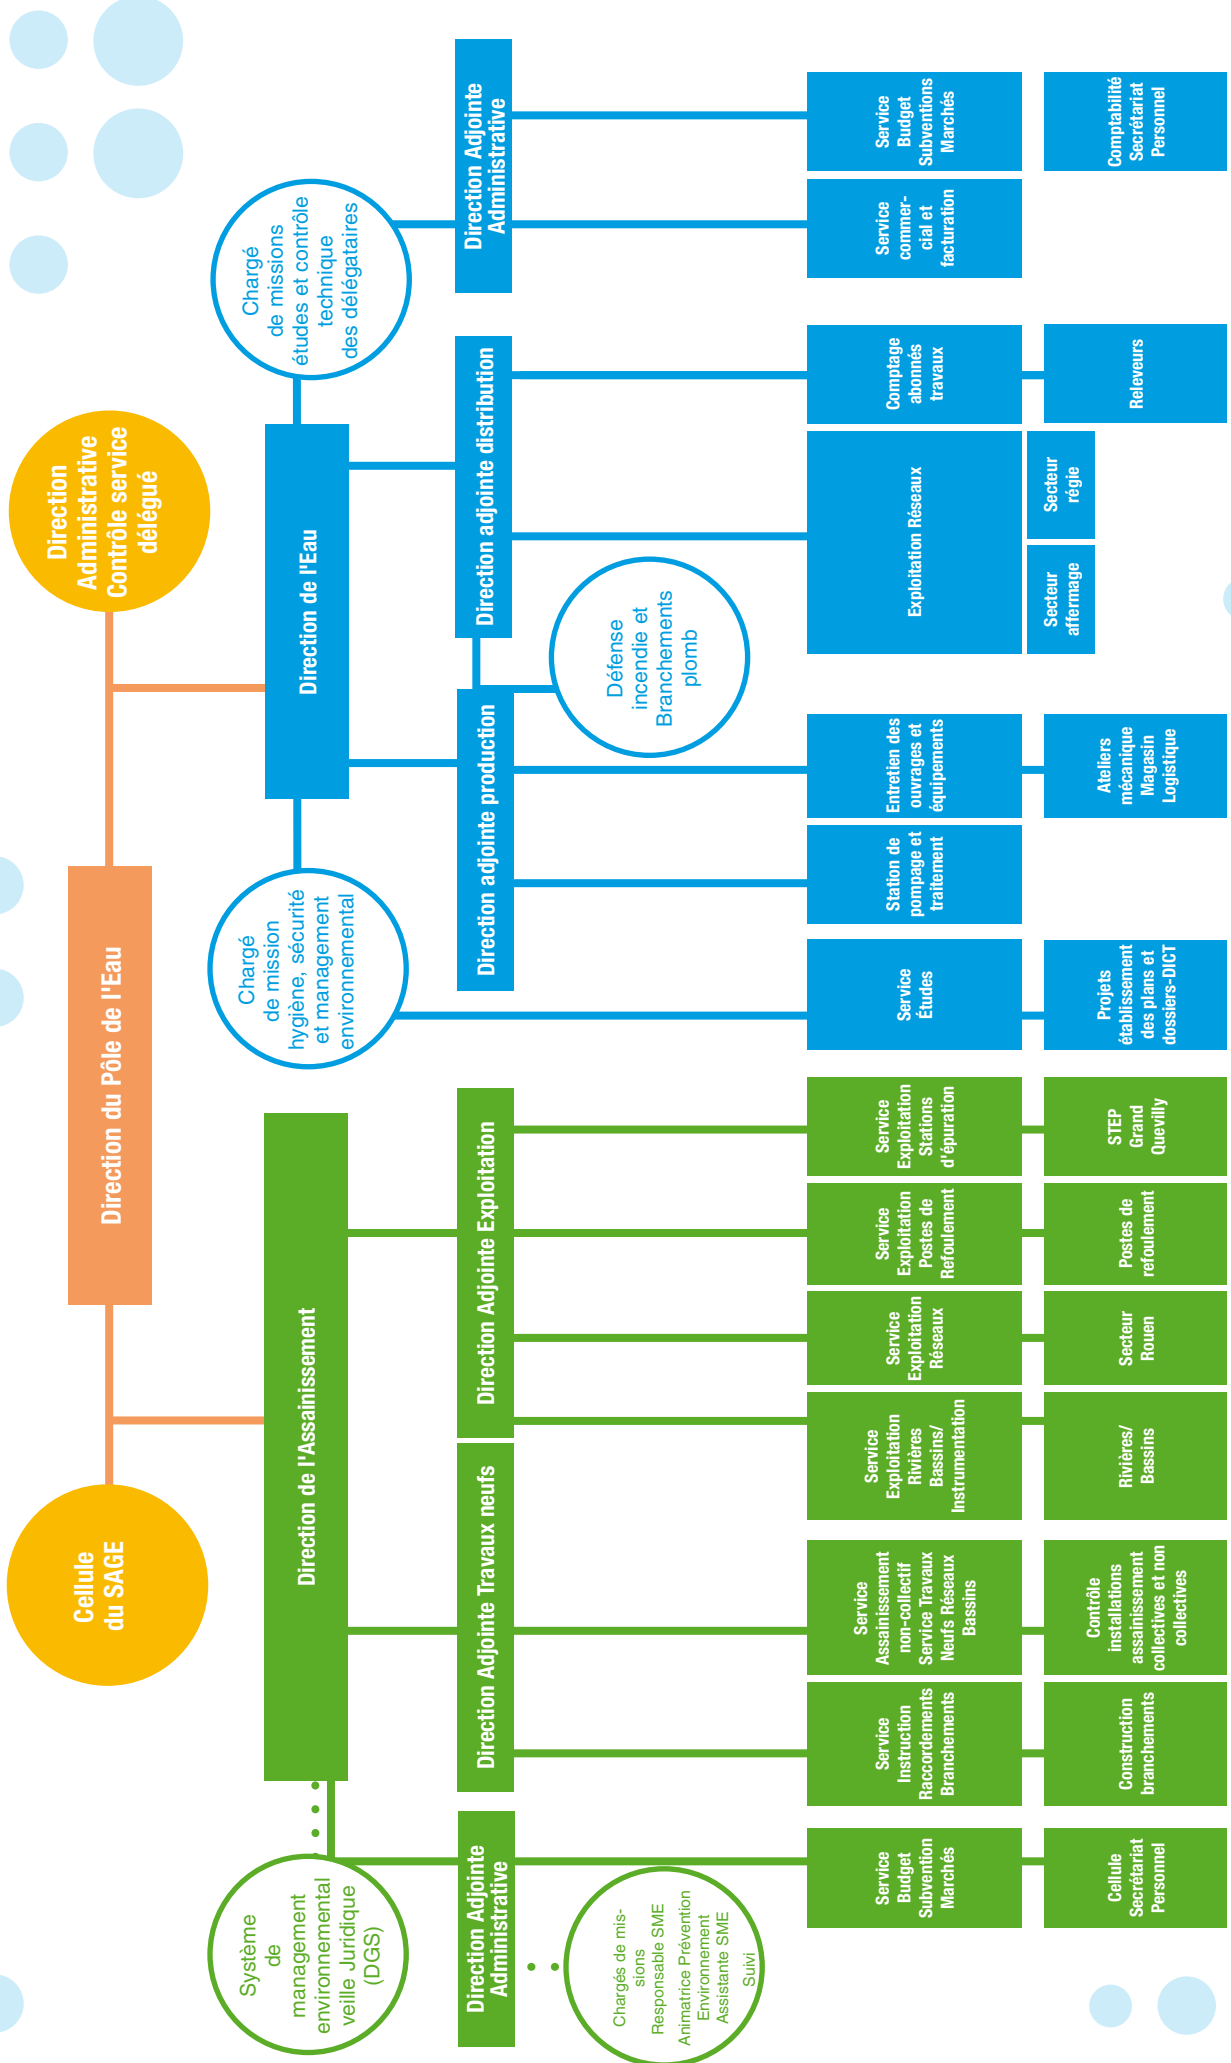 Cellule
du SAGE
Direction du Pôle de l'Eau
Direction
Administrative
Contrôle service
délégué
Système
de
management
environnemental
veille Juridique
(DGS)
Direction de l'Assainissement
Chargé
de mission
hygiène, sécurité
et management
environnemental
Direction de l'Eau
Chargé
de missions
études et contrôle
technique
des délégataires
Direction Adjointe
Administrative
Direction Adjointe Travaux neufs
Direction Adjointe Exploitation
Direction adjointe production
Direction adjointe distribution
Direction Adjointe
Administrative
Chargés de mis-
sions
Responsable SME
Animatrice Prévention
Environnement
Assistante SME
Suivi
Défense
incendie et
Branchements
plomb
Service
Budget
Subvention
Marchés
Service
Instruction
Raccordements
Branchements
Service
Assainissement
non-collectif
Service Travaux
Neufs Réseaux
Bassins
Service
Exploitation
Rivières
Bassins/
Instrumentation
Service
Exploitation
Réseaux
Service
Exploitation
Postes de
Refoulement
Service
Exploitation
Stations
d'épuration
Service
Études
Station de
pompage et
traitement
Entretien des
ouvrages et
équipements
Exploitation Réseaux
Comptage
abonnés
travaux
Service
commer-
cial et
facturation
Service
Budget
Subventions
Marchés
Cellule
Secrétariat
Personnel
Construction
branchements
Contrôle
installations
assainissement
collectives et non
collectives
Rivières/
Bassins
Secteur
Rouen
Postes de
refoulement
STEP
Grand
Quevilly
Projets
établissement
des plans et
dossiers-DICT
Ateliers
mécanique
Magasin
Logistique
Secteur
affermage
Secteur
régie
Releveurs
Comptabilité
Secrétariat
Personnel